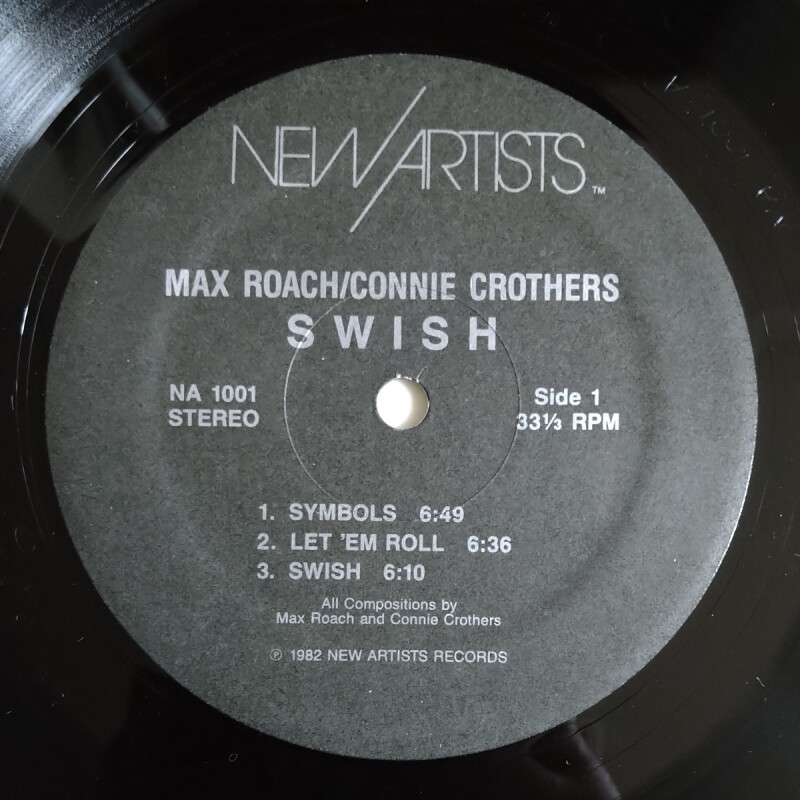 NEW/ARTISTS™
MAX ROACH/CONNIE CROTHERS
SWISH
NA 1001
STEREO
Side 1
33⅓ RPM
1. SYMBOLS 6:49
2. LET 'EM ROLL 6:36
3. SWISH 6:10
All Compositions by
Max Roach and Connie Crothers
℗ 1982 NEW ARTISTS RECORDS